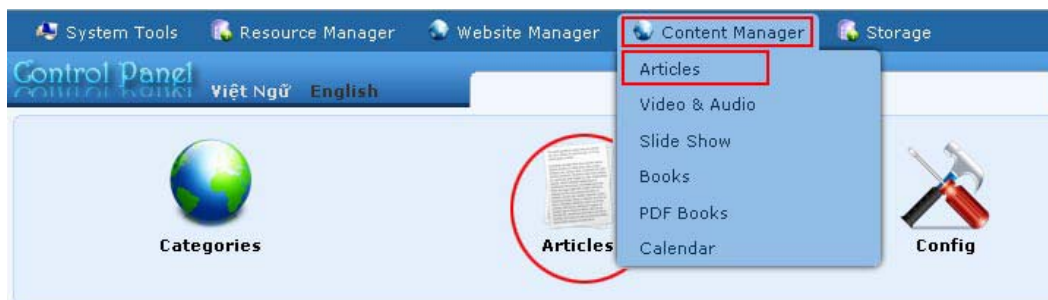 System Tools Resource Manager Website Manager Content Manager Storage
Control Panel
Việt Ngữ English
Articles
Video & Audio
Slide Show
Books
PDF Books
Calendar
Categories
Articles
Config